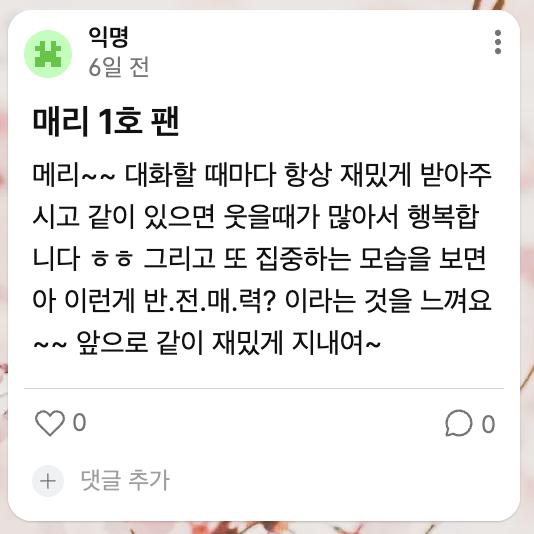 익명
6일 전
매리 1호 팬
메리~~ 대화할 때마다 항상 재밌게 받아주
시고 같이 있으면 웃을때가 많아서 행복합
니다 ㅎㅎ 그리고 또 집중하는 모습을 보면
아 이런게 반.전.매.력? 이라는 것을 느껴요
~~ 앞으로 같이 재밌게 지내여~
0
0
댓글 추가